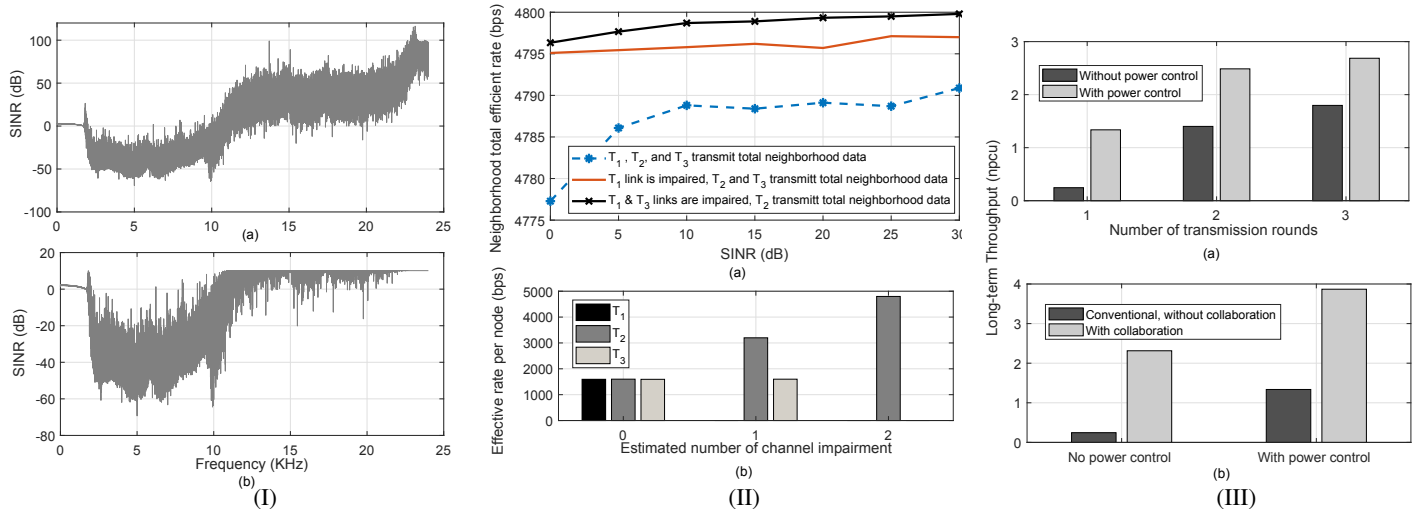 SINR (dB)
100
50
0
-50
-100
0
5
10
15
20
25
(a)
SINR (dB)
20
0
-20
-40
-60
-80
0
5
10
15
20
25
Frequency (KHz)
(b)
(I)
Neighborhood total efficient rate (bps)
4800
4795
4790
4785
4780
4775
T1 , T2, and T3 transmit total neighborhood data
T1 link is impaired, T2 and T3 transmitt total neighborhood data
T1 & T3 links are impaired, T2 transmitt total neighborhood data
0
5
10
15
20
25
30
SINR (dB)
(a)
Effective rate per node (bps)
5000
4000
3000
2000
1000
0
T1
T2
T3
0
1
2
Estimated number of channel impairment
(b)
(II)
Long-term Throughput (npcu)
3
2
1
0
Without power control
With power control
1
2
3
Number of transmission rounds
(a)
4
3
2
1
0
Conventional, without collaboration
With collaboration
No power control
With power control
(b)
(III)